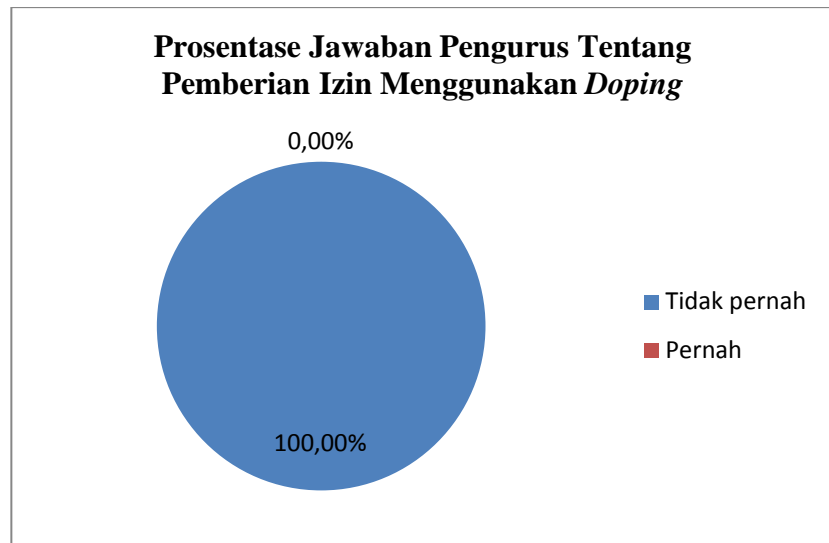 Prosentase Jawaban Pengurus Tentang
Pemberian Izin Menggunakan Doping
0,00%
100,00%
Tidak pernah
Pernah